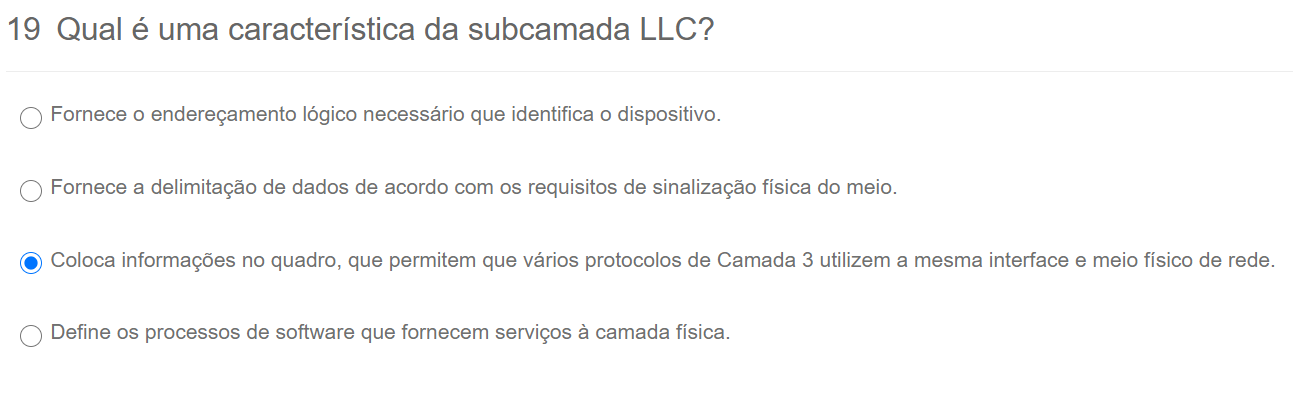 19 Qual é uma característica da subcamada LLC?
Fornece o endereçamento lógico necessário que identifica o dispositivo.
Fornece a delimitação de dados de acordo com os requisitos de sinalização física do meio.
Coloca informações no quadro, que permitem que vários protocolos de Camada 3 utilizem a mesma interface e meio físico de rede.
Define os processos de software que fornecem serviços à camada física.